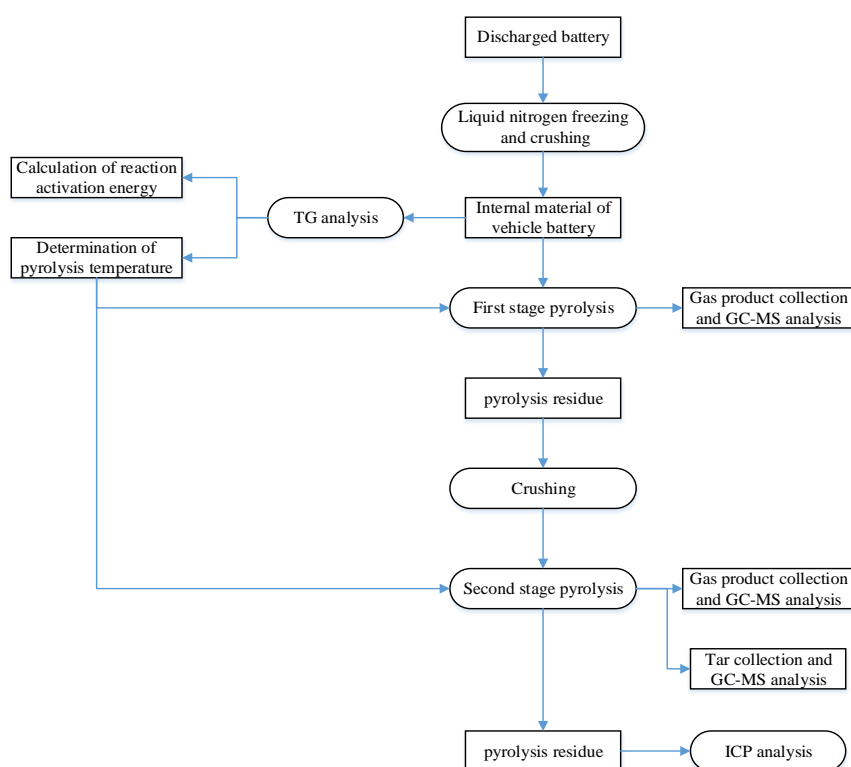 Discharged battery
Liquid nitrogen freezing
and crushing
Calculation of reaction
activation energy
TG analysis
Internal material of
vehicle battery
Determination of
pyrolysis temperature
First stage pyrolysis
Gas product collection
and GC-MS analysis
pyrolysis residue
Crushing
Second stage pyrolysis
Gas product collection
and GC-MS analysis
Tar collection and
GC-MS analysis
pyrolysis residue
ICP analysis